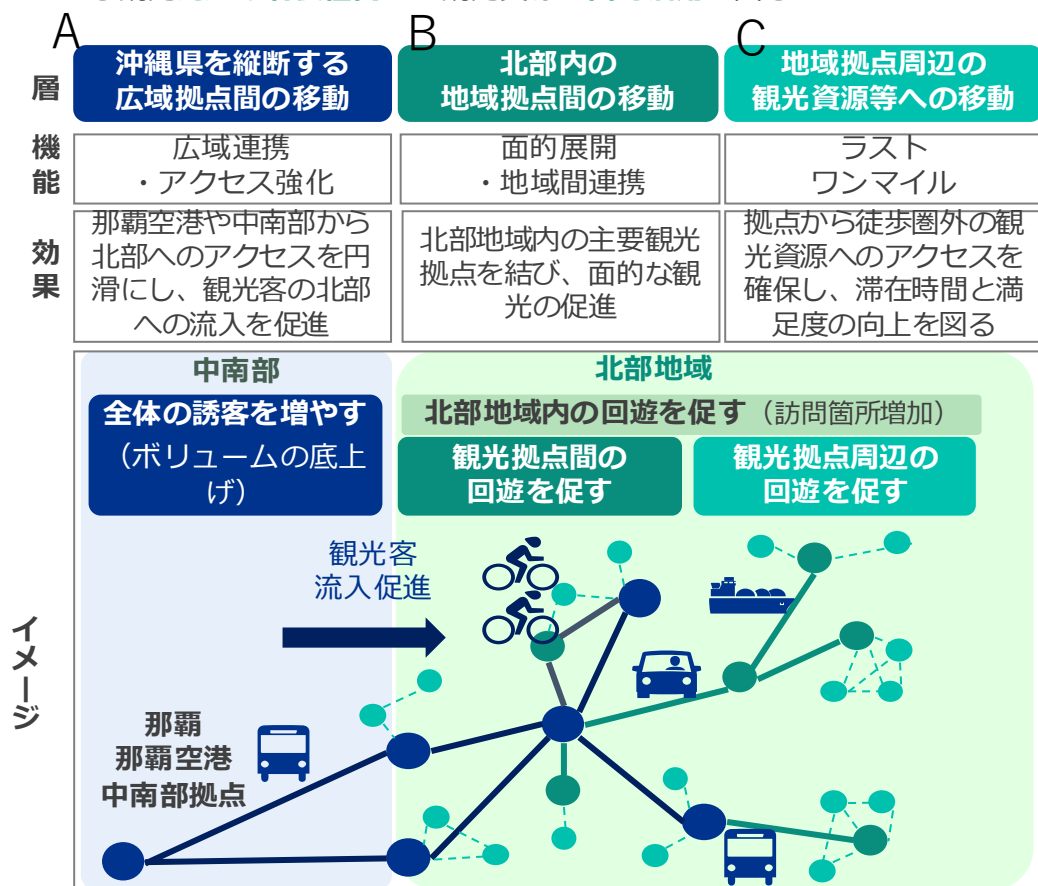 A
B
C
層
沖縄県を縦断する
広域拠点間の移動
北部内の
地域拠点間の移動
地域拠点周辺の
観光資源等への移動
機
能
広域連携
・アクセス強化
面的展開
・地域間連携
ラスト
ワンマイル
効
果
那覇空港や中南部から
北部へのアクセスを円
滑にし、観光客の北部
への流入を促進
北部地域内の主要観光
拠点を結び、面的な観
光の促進
拠点から徒歩圏外の観
光資源へのアクセスを
確保し、滞在時間と満
足度の向上を図る
イメージ
中南部
全体の誘客を増やす
（ボリュームの底上
げ）
北部地域
北部地域内の回遊を促す（訪問箇所増加）
観光拠点間の
回遊を促す
観光拠点周辺の
回遊を促す
観光客
流入促進
那覇
那覇空港
中南部拠点